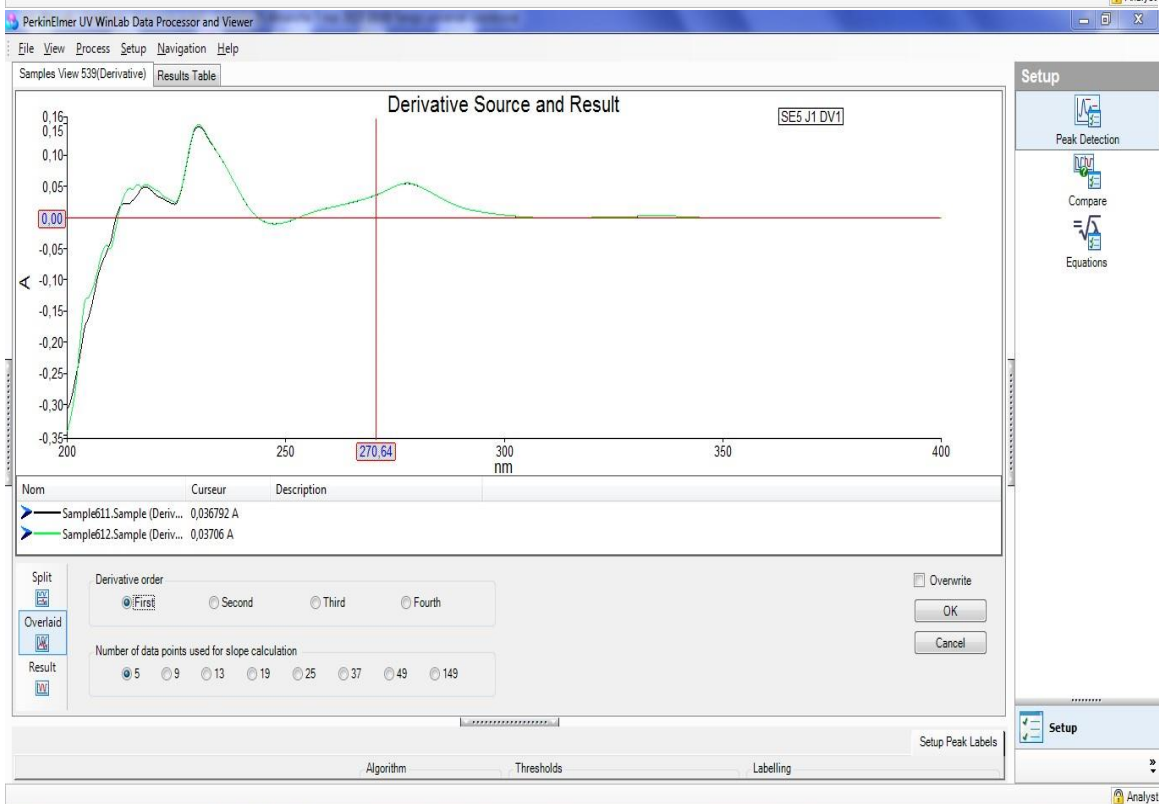 Analyst
PerkinElmer UV WinLab Data Processor and Viewer
File View Process Setup Navigation Help
Samples View 539(Derivative) Results Table
Derivative Source and Result
SE5 J1 DV1
0,16
0,15
0,10
0,05
0,00
-0,05
-0,10
-0,15
-0,20
-0,25
-0,30
-0,35
A
200 250 270,64 300 350 400
nm
Nom Curseur Description
Sample611.Sample (Deriv... 0,036792 A
Sample612.Sample (Deriv... 0,03706 A
Split
Overlaid
Result
Derivative order
First Second Third Fourth
Number of data points used for slope calculation
5 9 13 19 25 37 49 149
Overwrite
OK
Cancel
Setup
Peak Detection
Compare
Equations
Setup
Setup Peak Labels
Algorithm Thresholds Labelling
Analyst